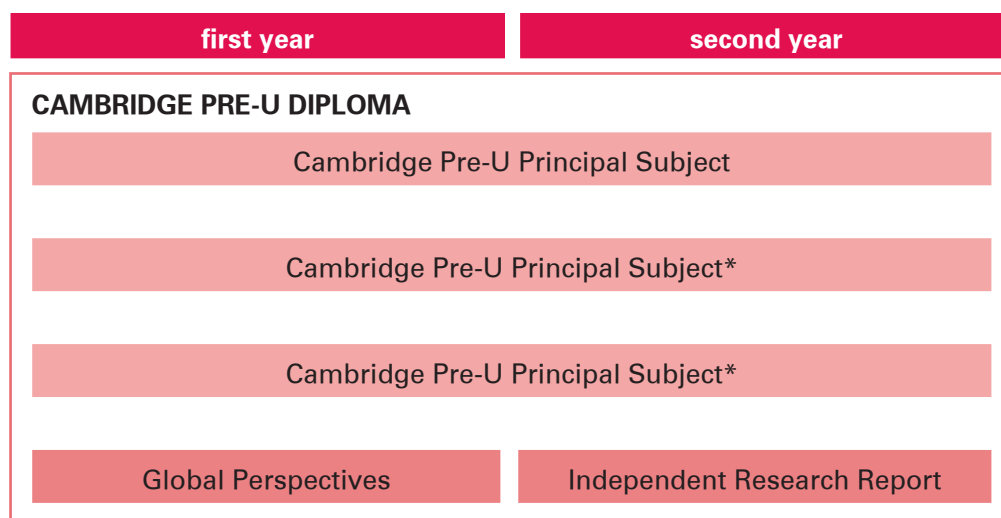 first year
second year
CAMBRIDGE PRE-U DIPLOMA
Cambridge Pre-U Principal Subject
Cambridge Pre-U Principal Subject*
Cambridge Pre-U Principal Subject*
Global Perspectives
Independent Research Report